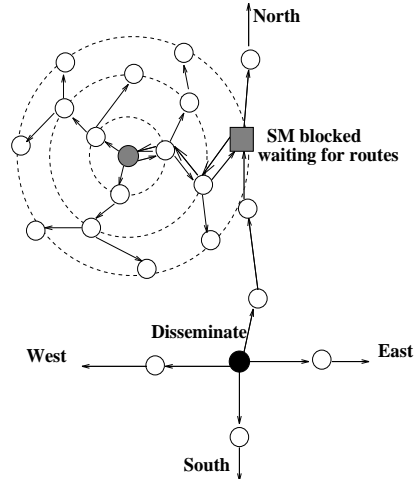 North
SM blocked
waiting for routes
Disseminate
West
East
South